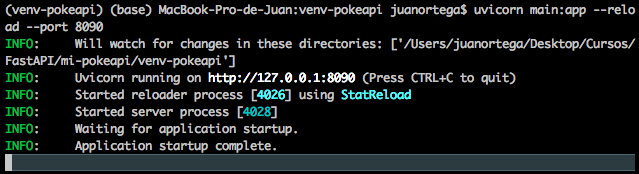 (venv-pokeapi) (base) MacBook-Pro-de-Juan:venv-pokeapi juanortega$ uvicorn main:app --relo
ad --port 8090
INFO:     Will watch for changes in these directories: ['/Users/juanortega/Desktop/Cursos/
FastAPI/mi-pokeapi/venv-pokeapi']
INFO:     Uvicorn running on http://127.0.0.1:8090 (Press CTRL+C to quit)
INFO:     Started reloader process [4026] using StatReload
INFO:     Started server process [4028]
INFO:     Waiting for application startup.
INFO:     Application startup complete.